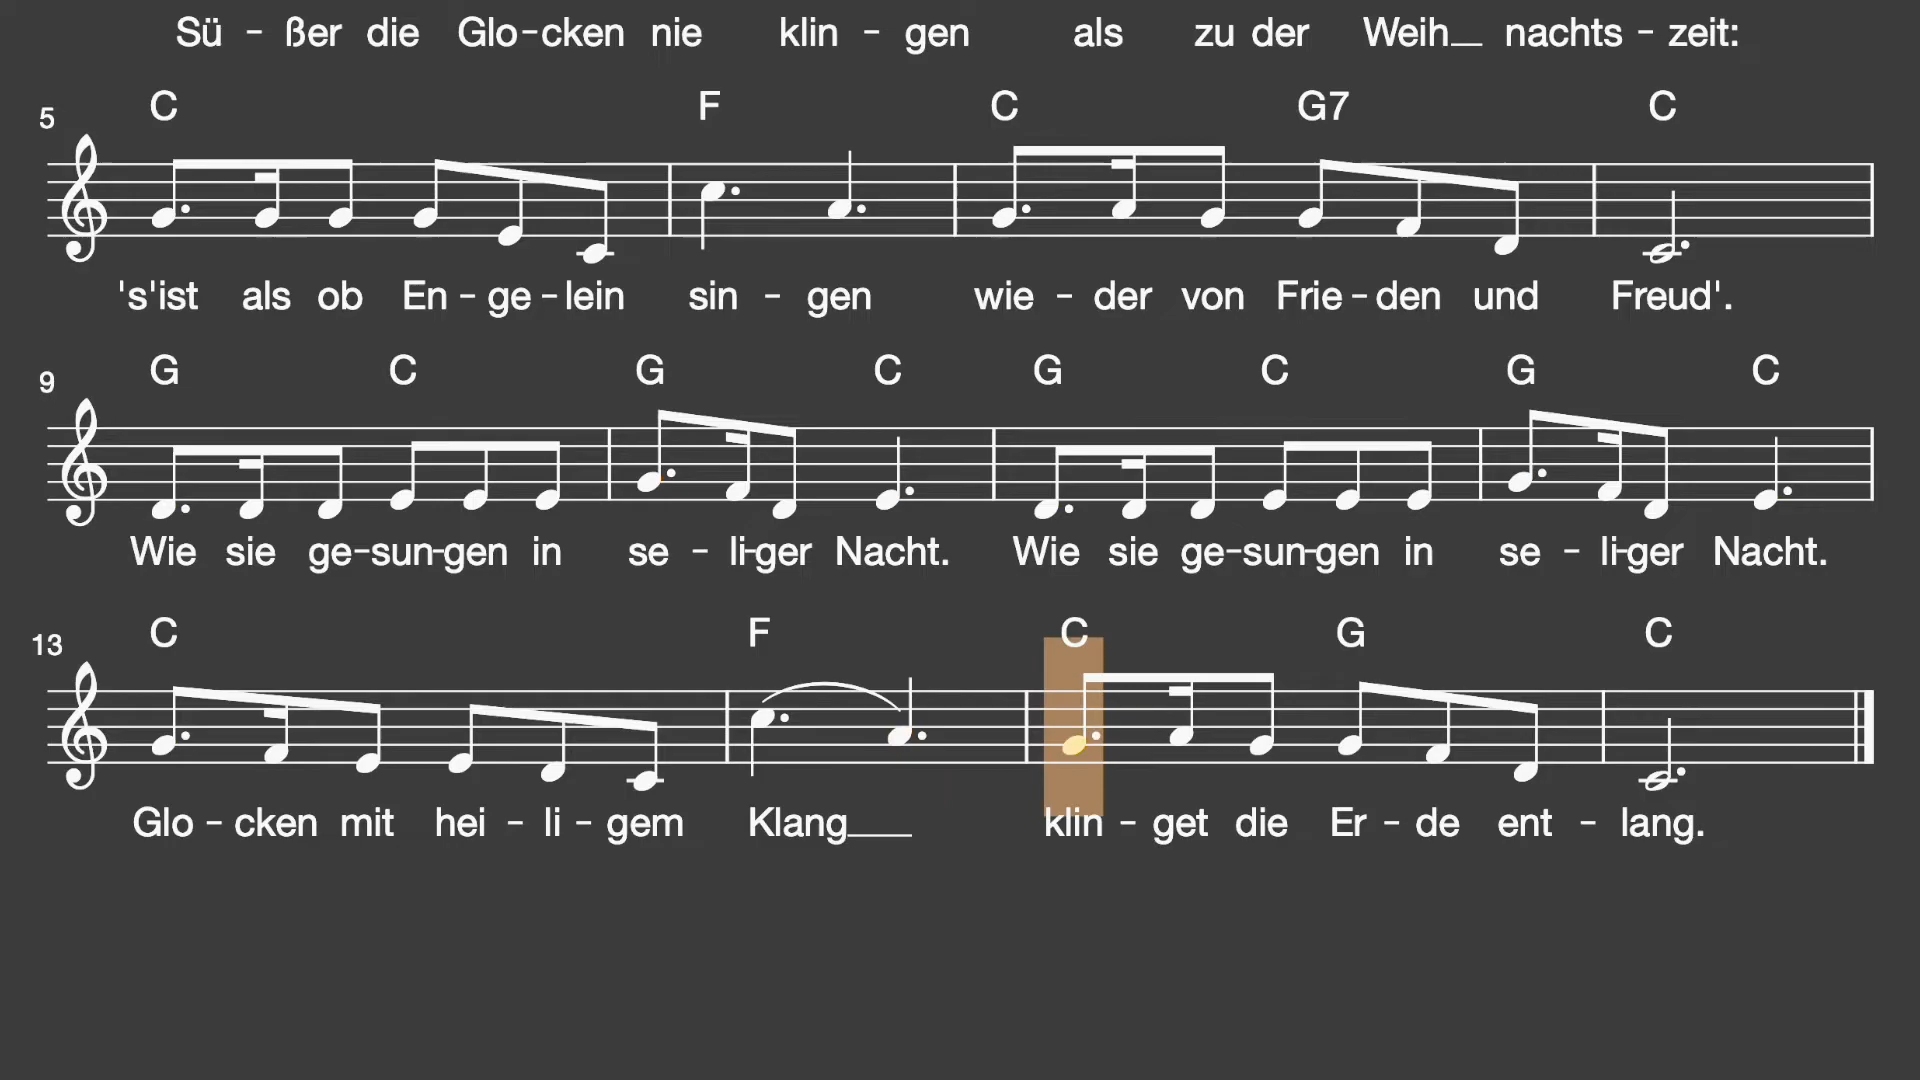 Sü - ßer die Glo-cken nie klin - gen als zu der Weih__ nachts - zeit:
5 C F C G7 C
's'ist als ob En - ge - lein sin - gen wie - der von Frie - den und Freud'.
9 G C G C G C G C
Wie sie ge-sun-gen in se - li-ger Nacht. Wie sie ge-sun-gen in se - li-ger Nacht.
13 C F C G C
Glo - cken mit hei - li - gem Klang___ klin - get die Er - de ent - lang.